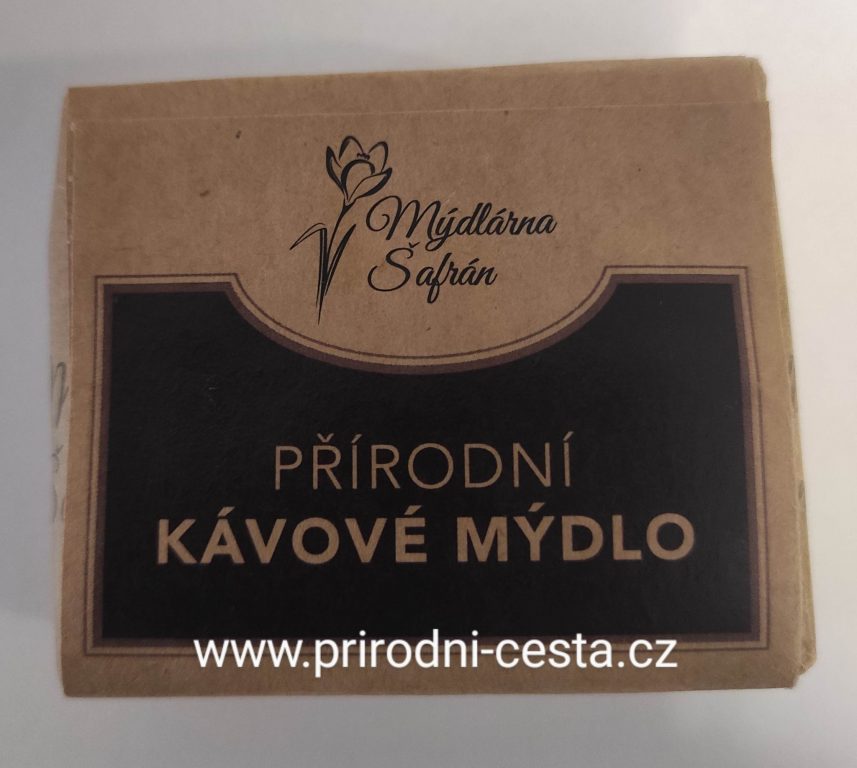 Mýdlárna
Šafrán
PŘÍRODNÍ
KÁVOVÉ MÝDLO
www.prirodni-cesta.cz